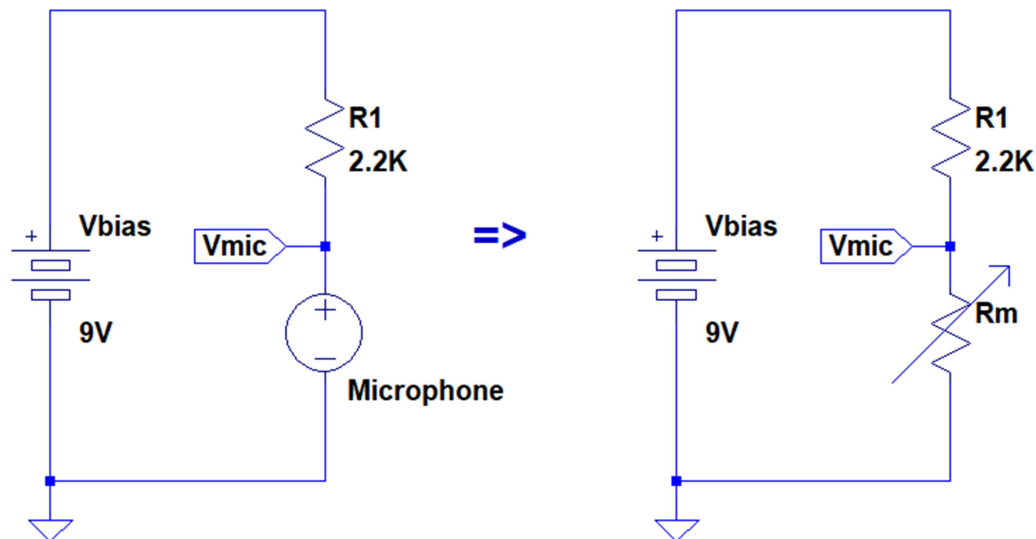 R1
2.2K
+
Vbias
Vmic
9V
+
−
Microphone
=>
R1
2.2K
+
Vbias
Vmic
Rm
9V